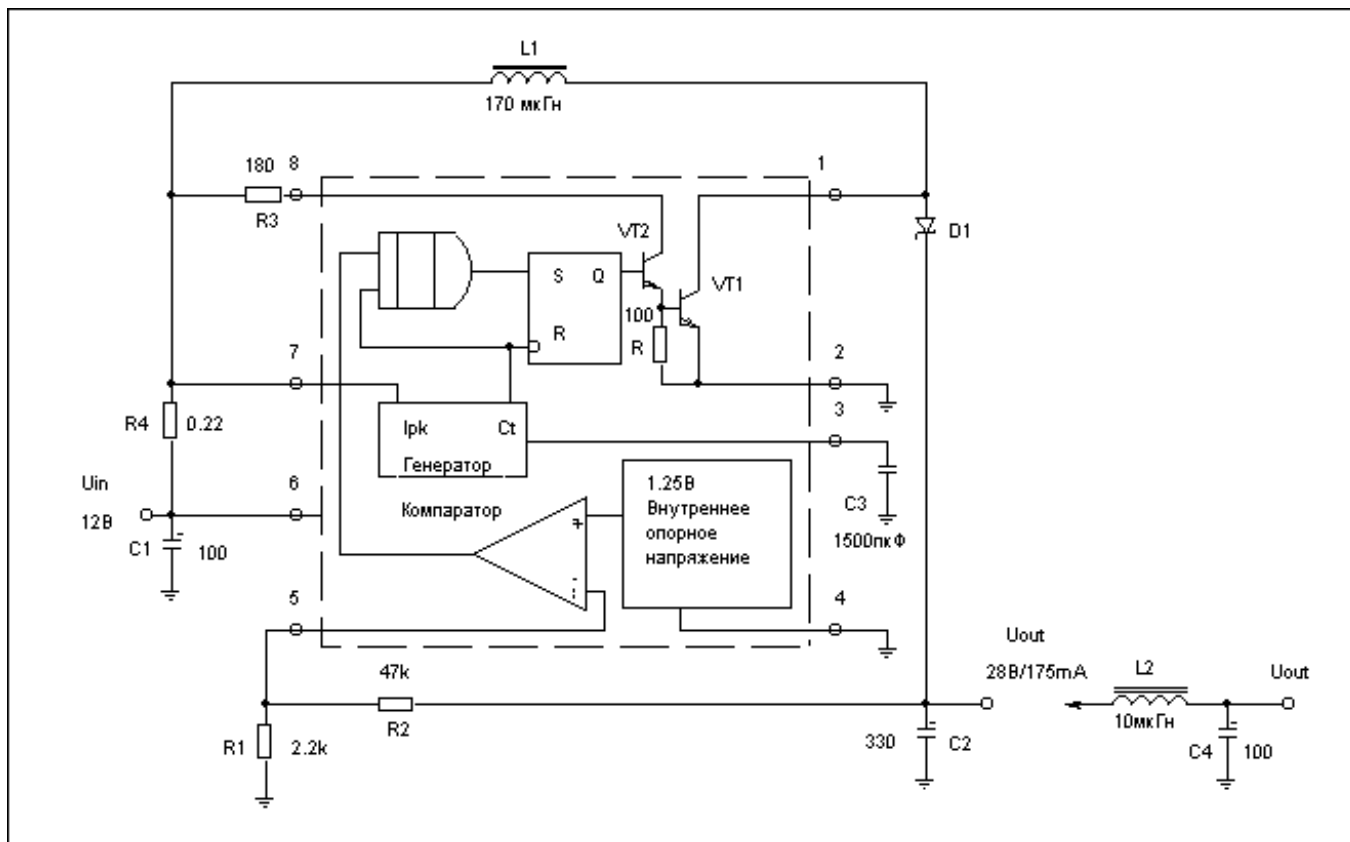 L1
170 мкГн
180
8
1
R3
D1
VT2
VT1
S
Q
100
R
R
7
2
3
R4
0.22
Ipk
Ct
Генератор
Uin
6
1.25В
Внутреннее
опорное
напряжение
12В
Компаратор
+
-
C3
C1
100
1500пкФ
5
4
Uout
28В/175mA
L2
Uout
47k
10мкГн
R2
R1
2.2k
330
C2
C4
100